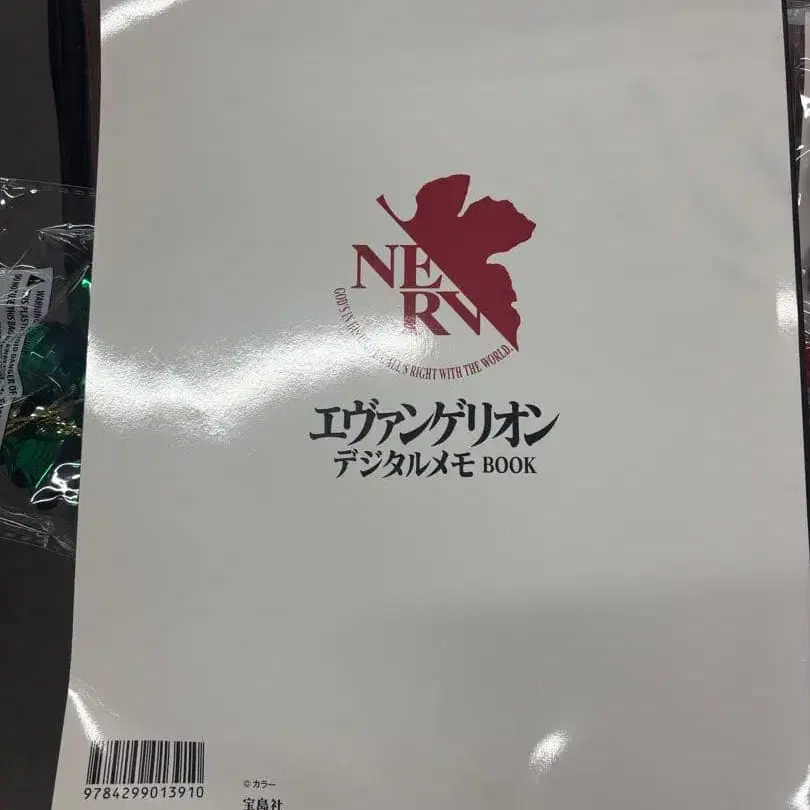 NERV
GOD'S IN HIS
ALL'S RIGHT WITH THE WORLD.
エヴァンゲリオン
デジタルメモ BOOK
WARNING
9784299013910
© カラー
宝島社